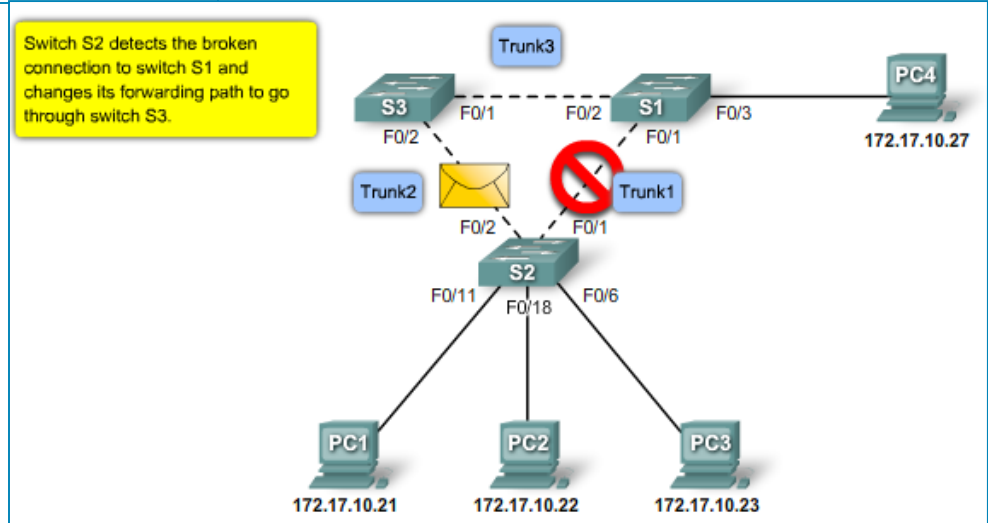 Switch S2 detects the broken
connection to switch S1 and
changes its forwarding path to go
through switch S3.
Trunk3
PC4
S3
F0/1
F0/2
S1
F0/3
F0/2
F0/1
172.17.10.27
Trunk2
Trunk1
F0/2
F0/1
S2
F0/11
F0/18
F0/6
PC1
PC2
PC3
172.17.10.21
172.17.10.22
172.17.10.23